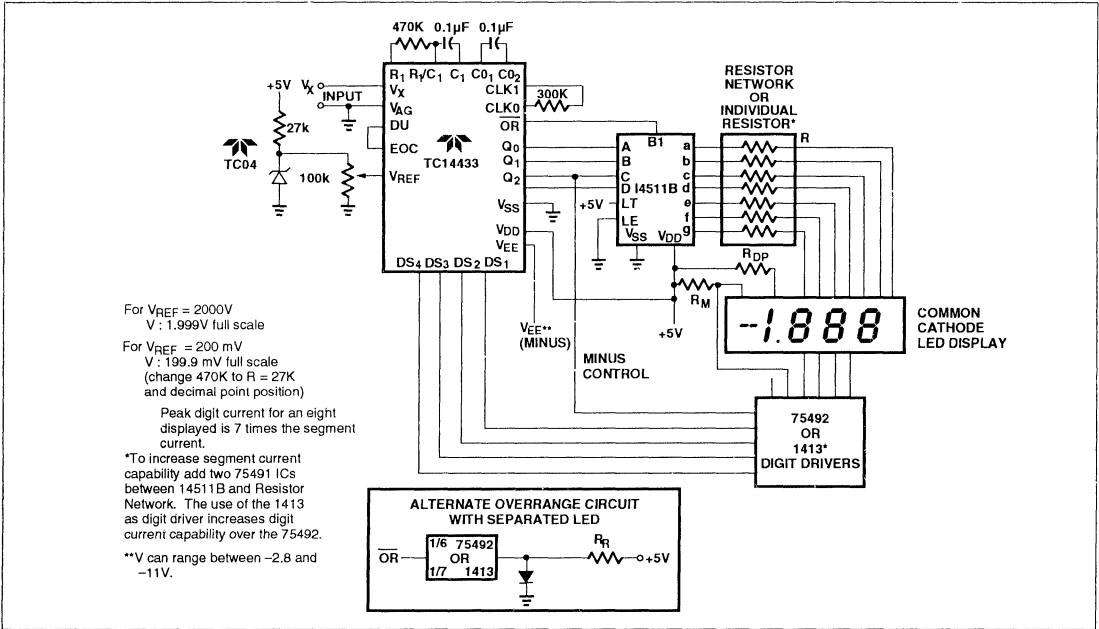 470K 0.1µF 0.1µF
R1 R1/C1 C1 C01 C02
+5V VX VX CLK1
INPUT VAG CLK0 300K
27k DU OR
EOC TC14433
TC04
100k VREF
Q0
Q1
Q2
VSS
VDD
VEE
DS4 DS3 DS2 DS1
B1
A a
B b
C c
D I4511B d
+5V LT e
LE f
VSS VDD g
RESISTOR
NETWORK
OR
INDIVIDUAL
RESISTOR*
R
RDP
RM
+5V
VEE**
(MINUS)
MINUS
CONTROL
-1.888
COMMON
CATHODE
LED DISPLAY
75492
OR
1413*
DIGIT DRIVERS
For VREF = 2000V
V : 1.999V full scale
For VREF = 200 mV
V : 199.9 mV full scale
(change 470K to R = 27K
and decimal point position)
Peak digit current for an eight
displayed is 7 times the segment
current.
*To increase segment current
capability add two 75491 ICs
between 14511B and Resistor
Network. The use of the 1413
as digit driver increases digit
current capability over the 75492.
**V can range between –2.8 and
–11V.
ALTERNATE OVERRANGE CIRCUIT
WITH SEPARATED LED
OR 1/6 75492
OR
1/7 1413
RR +5V